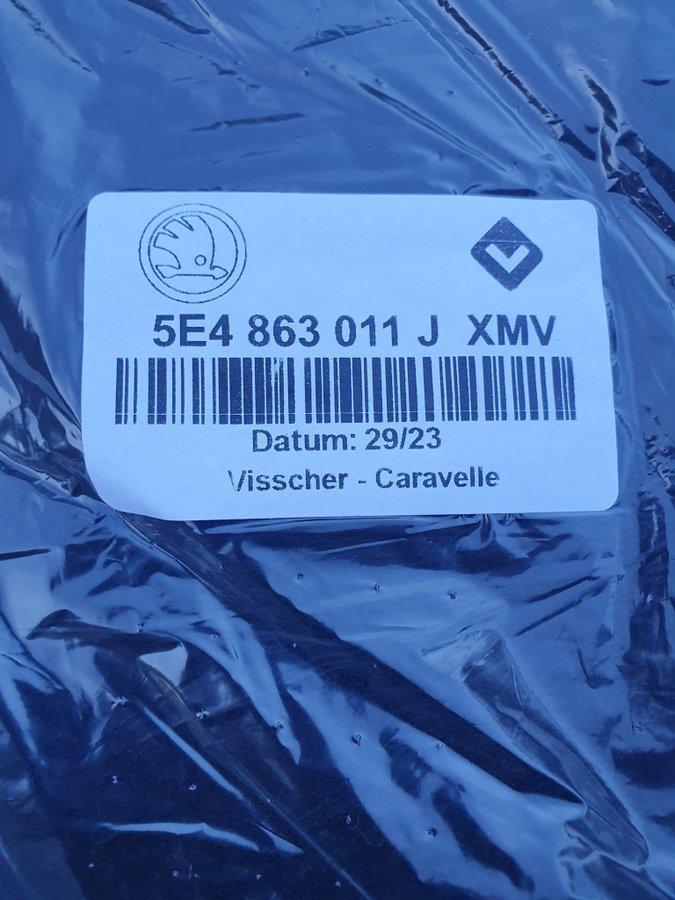 5E4 863 011 J XMV
Datum: 29/23
Visscher - Caravelle